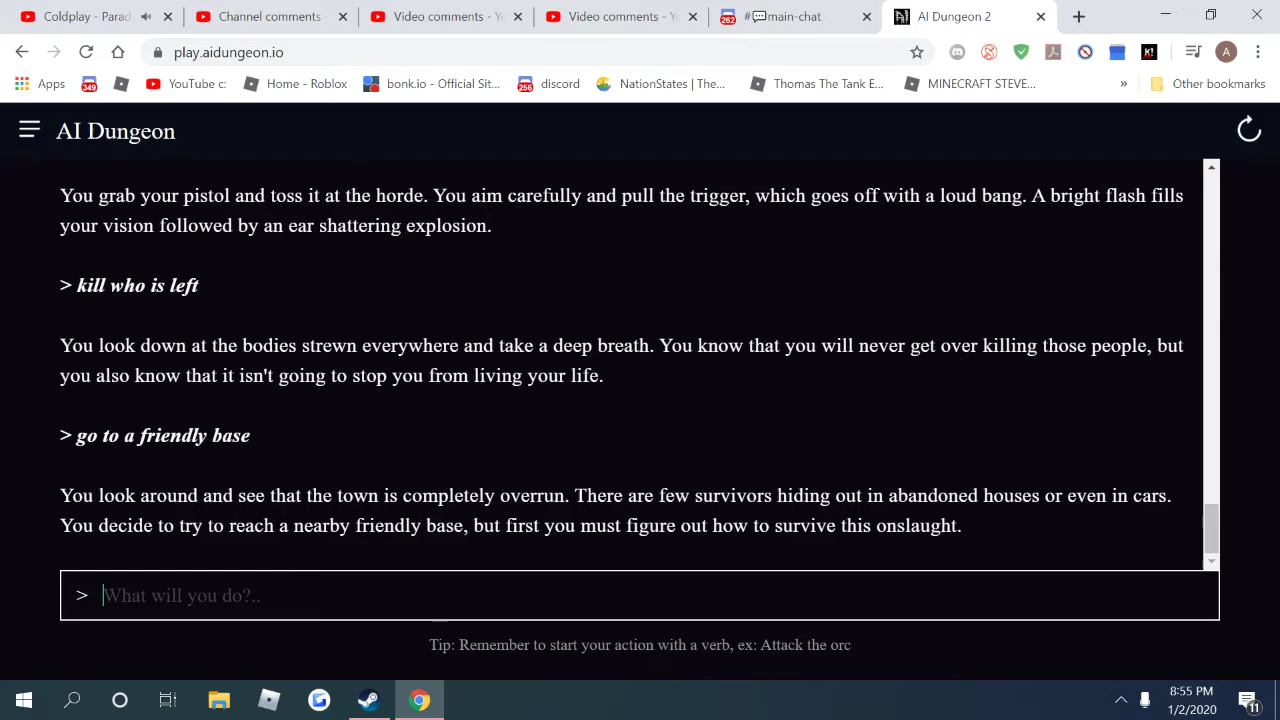 Coldplay - Parad
Channel comments -
Video comments - Y
Video comments - Yo
262 # main-chat
AI Dungeon 2
play.aidungeon.io
K!
A
Apps
349
YouTube c:
Home - Roblox
bonk.io - Official Sit...
256 discord
NationStates | The...
Thomas The Tank E...
MINECRAFT STEVE...
»
Other bookmarks
AI Dungeon
You grab your pistol and toss it at the horde. You aim carefully and pull the trigger, which goes off with a loud bang. A bright flash fills
your vision followed by an ear shattering explosion.
> kill who is left
You look down at the bodies strewn everywhere and take a deep breath. You know that you will never get over killing those people, but
you also know that it isn't going to stop you from living your life.
> go to a friendly base
You look around and see that the town is completely overrun. There are few survivors hiding out in abandoned houses or even in cars.
You decide to try to reach a nearby friendly base, but first you must figure out how to survive this onslaught.
> What will you do?..
Tip: Remember to start your action with a verb, ex: Attack the orc
8:55 PM
1/2/2020
11